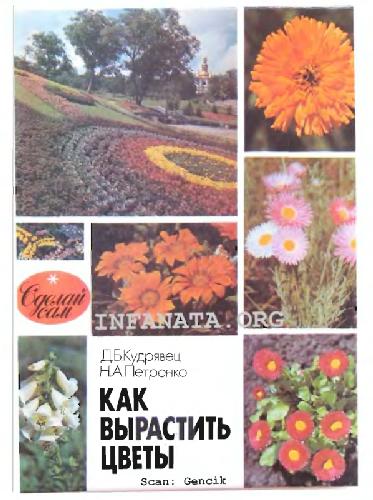 Сделай
сам
INFANATA.ORG
Д.Б.Кудрявец
Н.А.Петренко
КАК
ВЫРАСТИТЬ
ЦВЕТЫ
Scan: Gencik